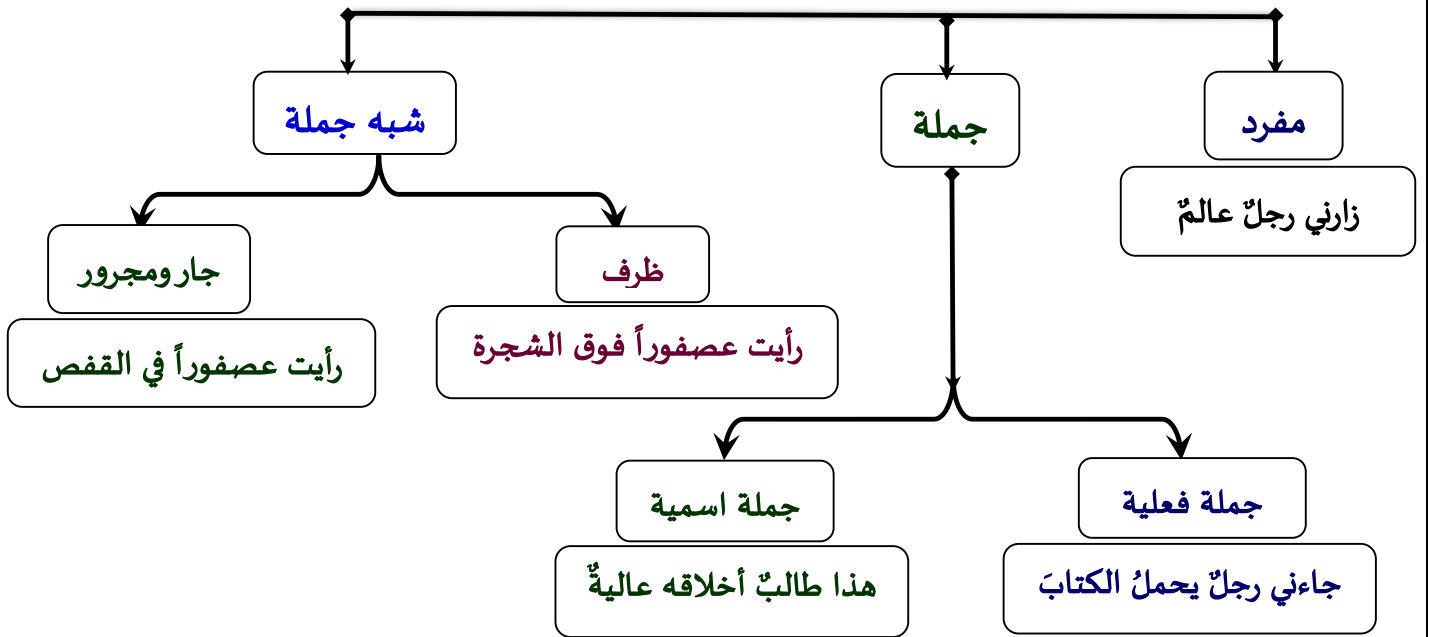 مفرد
جملة
شبه جملة
زارني رجلٌ عالمٌ
ظرف
جار ومجرور
رأيت عصفوراً فوق الشجرة
رأيت عصفوراً في القفص
جملة فعلية
جملة اسمية
جاءني رجلٌ يحملُ الكتابَ
هذا طالبٌ أخلاقه عاليةٌ